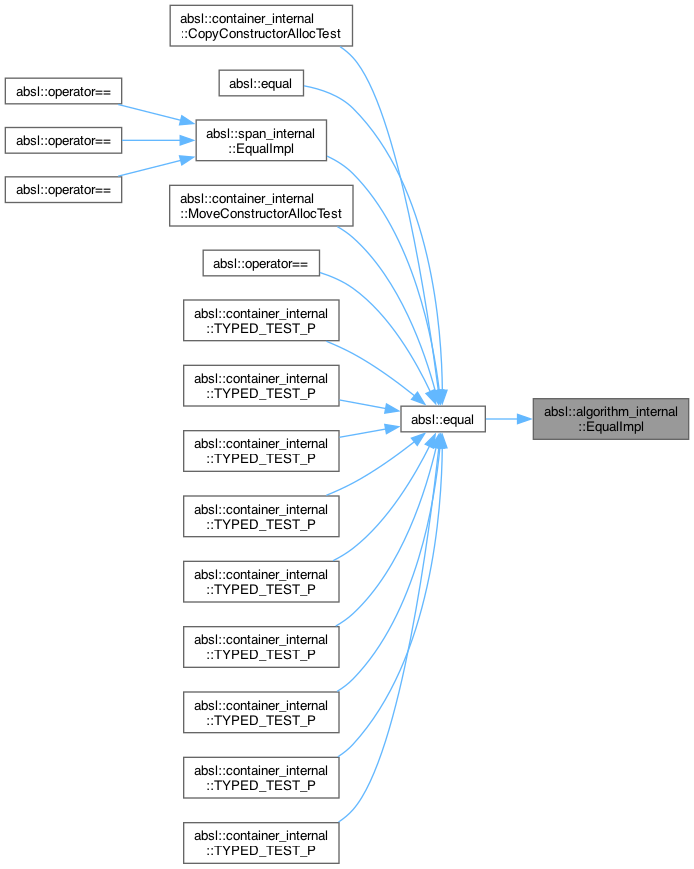 absl::container_internal
::CopyConstructorAllocTest
absl::equal
absl::operator==
absl::span_internal
::EqualImpl
absl::operator==
absl::operator==
absl::container_internal
::MoveConstructorAllocTest
absl::operator==
absl::container_internal
::TYPED_TEST_P
absl::container_internal
::TYPED_TEST_P
absl::equal
absl::algorithm_internal
::EqualImpl
absl::container_internal
::TYPED_TEST_P
absl::container_internal
::TYPED_TEST_P
absl::container_internal
::TYPED_TEST_P
absl::container_internal
::TYPED_TEST_P
absl::container_internal
::TYPED_TEST_P
absl::container_internal
::TYPED_TEST_P
absl::container_internal
::TYPED_TEST_P